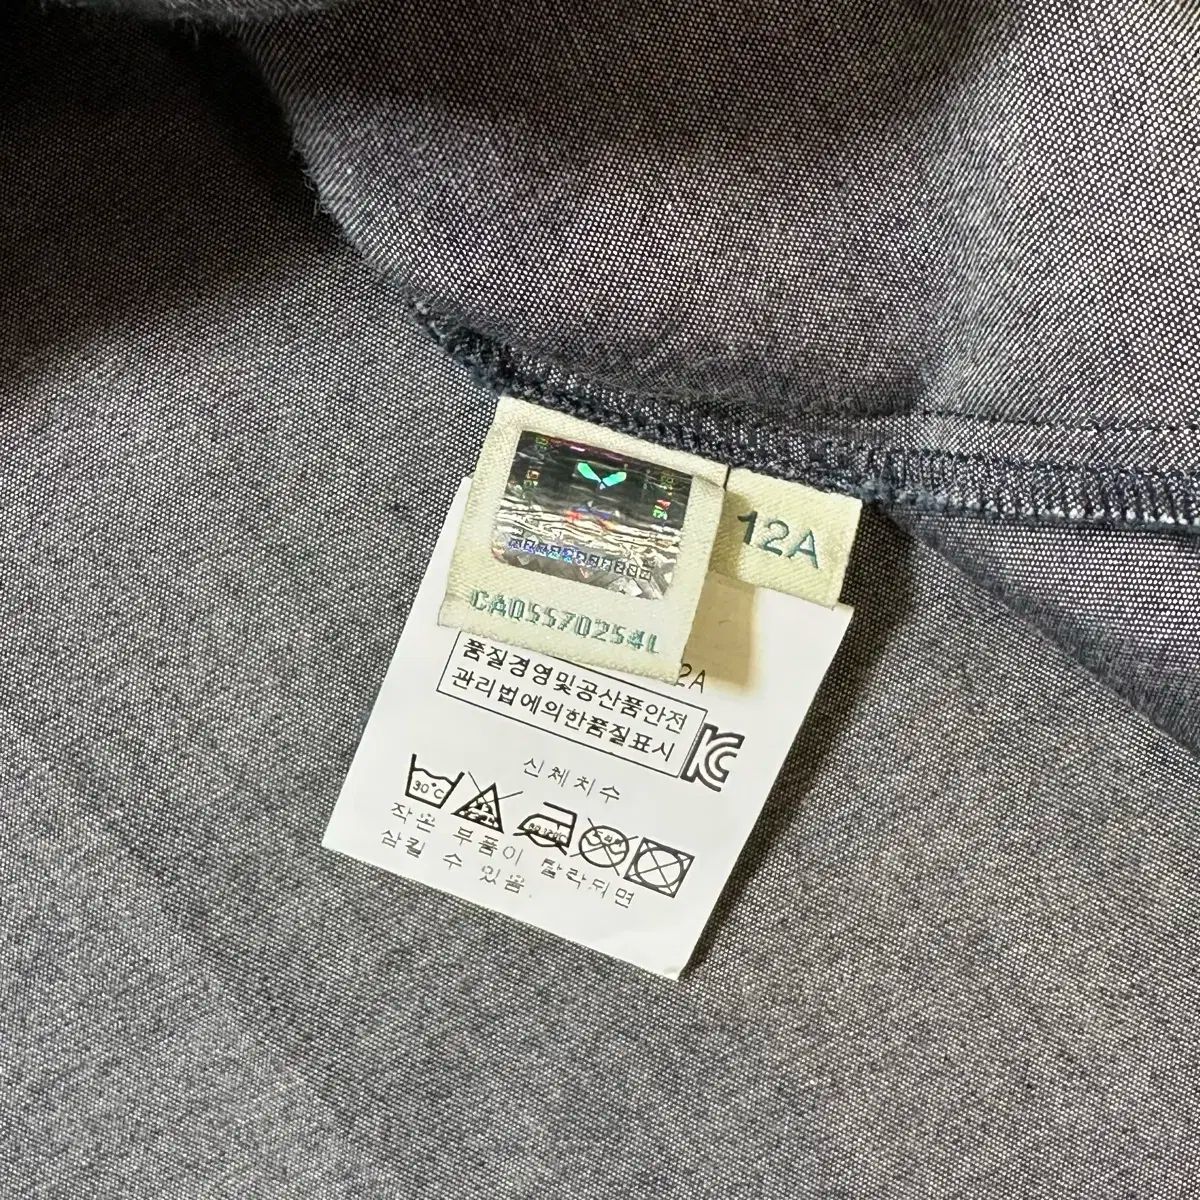 12A
CA05570254L
2A
품질경영및공산품안전
관리법에의한품질표시
신체치수
30°C
작은 부품이 탈락되면
삼킬 수 있음.